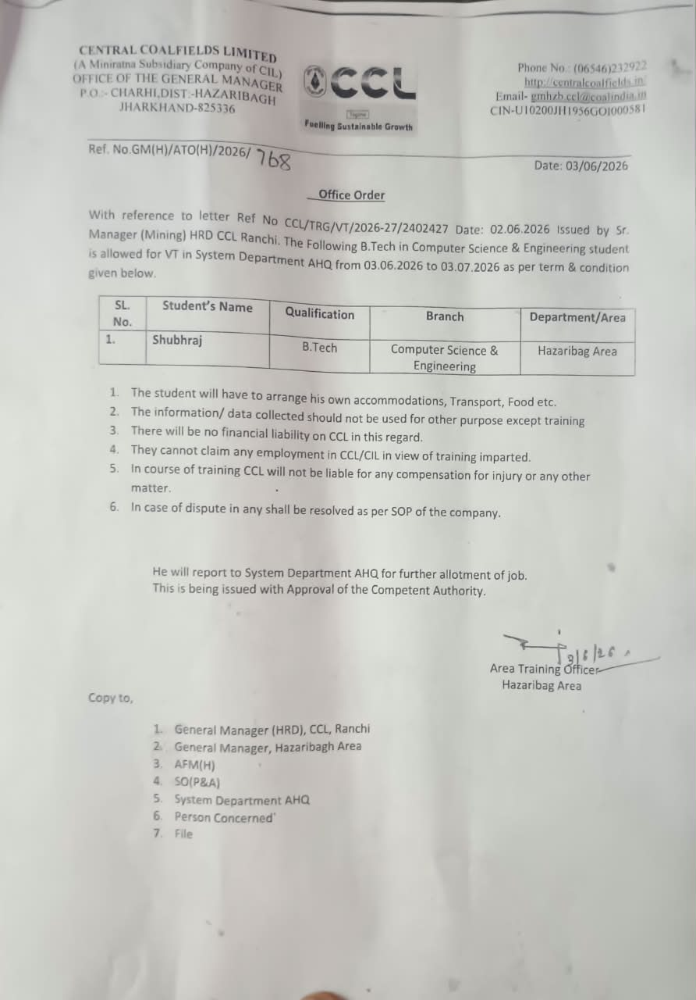 CENTRAL COALFIELDS LIMITED
(A Miniratna Subsidiary Company of CIL)
OFFICE OF THE GENERAL MANAGER
P.O.- CHARHI,DIST:-HAZARIBAGH
JHARKHAND-825336
CCL
Tagline
Fuelling Sustainable Growth
Phone No.: (06546)232922
http://centralcoalfields.in/
Email- gmhzb.ccl@coalindia.in
CIN-U10200JH1956GOI000581
Ref. No.GM(H)/ATO(H)/2026/ 768
Date: 03/06/2026
Office Order
With reference to letter Ref No CCL/TRG/VT/2026-27/2402427 Date: 02.06.2026 Issued by Sr.
Manager (Mining) HRD CCL Ranchi. The Following B.Tech in Computer Science & Engineering student
is allowed for VT in System Department AHQ from 03.06.2026 to 03.07.2026 as per term & condition
given below.
SL. No. Student's Name Qualification Branch Department/Area
1. Shubhraj B.Tech Computer Science & Engineering Hazaribag Area
1. The student will have to arrange his own accommodations, Transport, Food etc.
2. The information/ data collected should not be used for other purpose except training
3. There will be no financial liability on CCL in this regard.
4. They cannot claim any employment in CCL/CIL in view of training imparted.
5. In course of training CCL will not be liable for any compensation for injury or any other
matter.
6. In case of dispute in any shall be resolved as per SOP of the company.
He will report to System Department AHQ for further allotment of job.
This is being issued with Approval of the Competent Authority.
3/6/26
Area Training Officer
Hazaribag Area
Copy to,
1. General Manager (HRD), CCL, Ranchi
2. General Manager, Hazaribagh Area
3. AFM(H)
4. SO(P&A)
5. System Department AHQ
6. Person Concerned
7. File